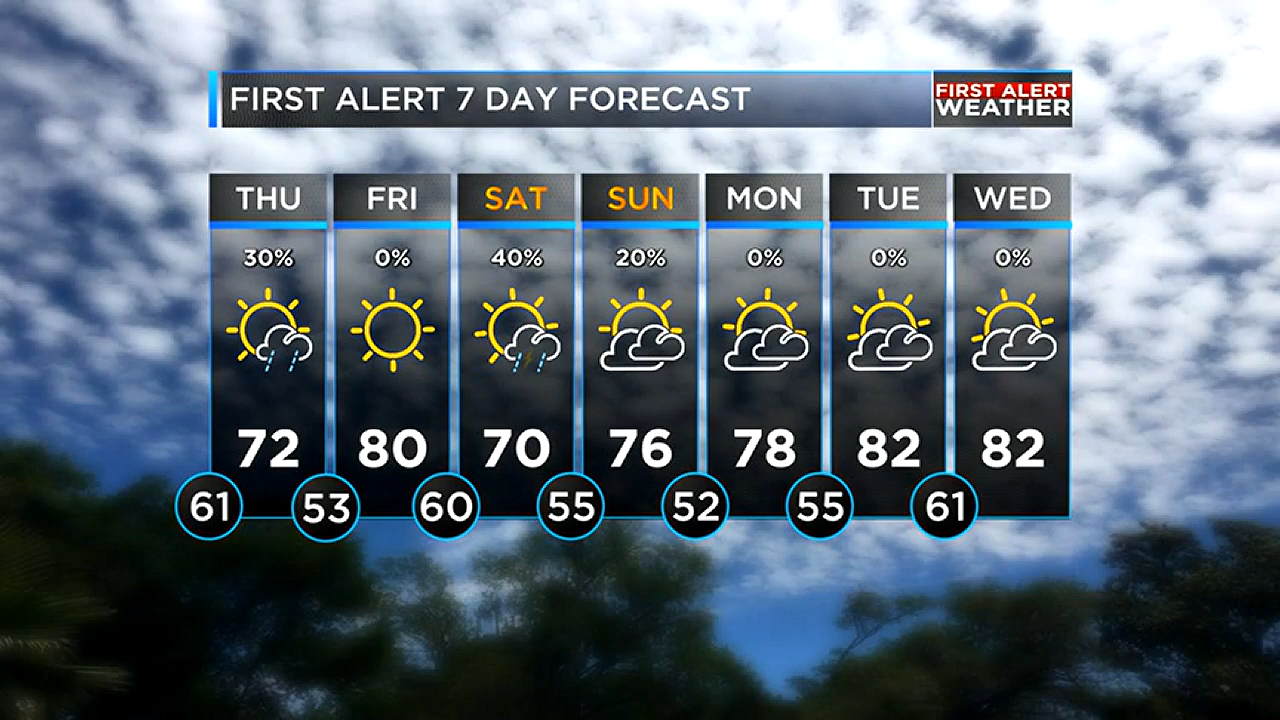 FIRST ALERT 7 DAY FORECAST
FIRST ALERT
WEATHER
THU FRI SAT SUN MON TUE WED
30% 0% 40% 20% 0% 0% 0%
72 80 70 76 78 82 82
61 53 60 55 52 55 61